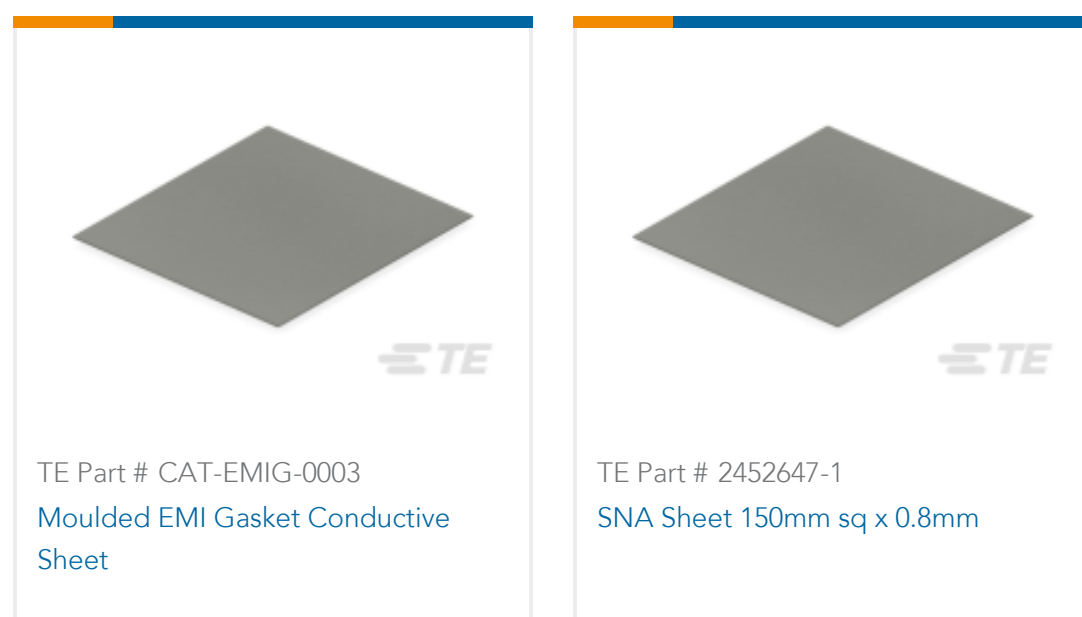 TE
TE Part # CAT-EMIG-0003
Moulded EMI Gasket Conductive
Sheet
TE
TE Part # 2452647-1
SNA Sheet 150mm sq x 0.8mm